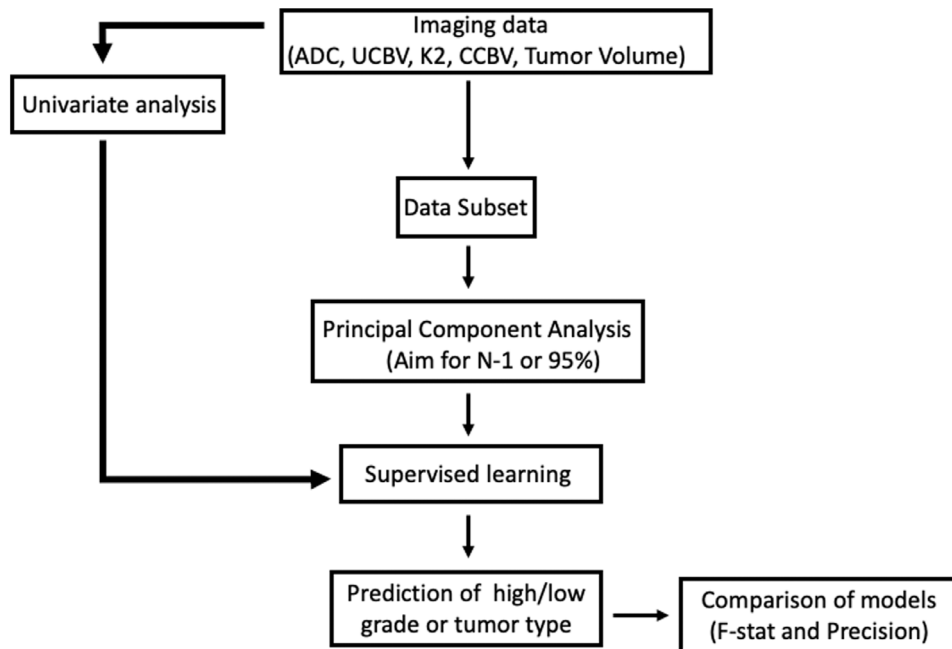 Imaging data
(ADC, UCBV, K2, CCBV, Tumor Volume)
Univariate analysis
Data Subset
Principal Component Analysis
(Aim for N-1 or 95%)
Supervised learning
Prediction of high/low
grade or tumor type
Comparison of models
(F-stat and Precision)